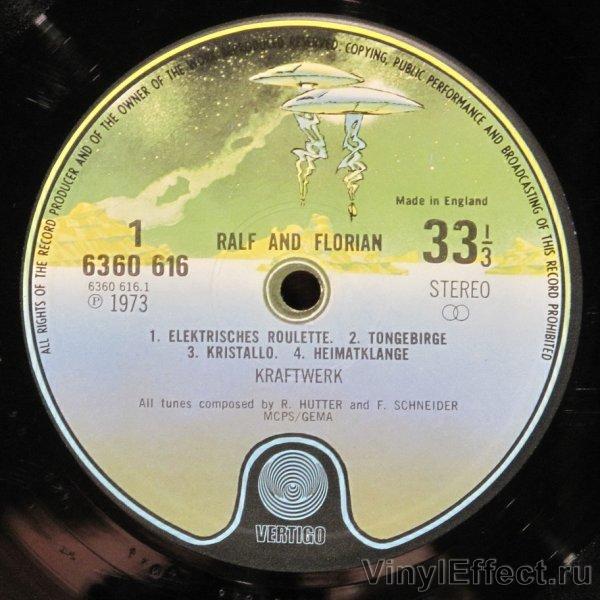 ALL RIGHTS OF THE RECORD PRODUCER AND OF THE OWNER OF THE WORK REPRODUCED RESERVED. COPYING, PUBLIC PERFORMANCE AND BROADCASTING OF THIS RECORD PROHIBITED
Made in England
1
6360 616
6360 616.1
Ⓟ 1973
RALF AND FLORIAN
33 1/3
STEREO
1. ELEKTRISCHES ROULETTE. 2. TONGEBIRGE
3. KRISTALLO. 4. HEIMATKLANGE
KRAFTWERK
All tunes composed by R. HUTTER and F. SCHNEIDER
MCPS/GEMA
VERTIGO
VinylEffect.ru